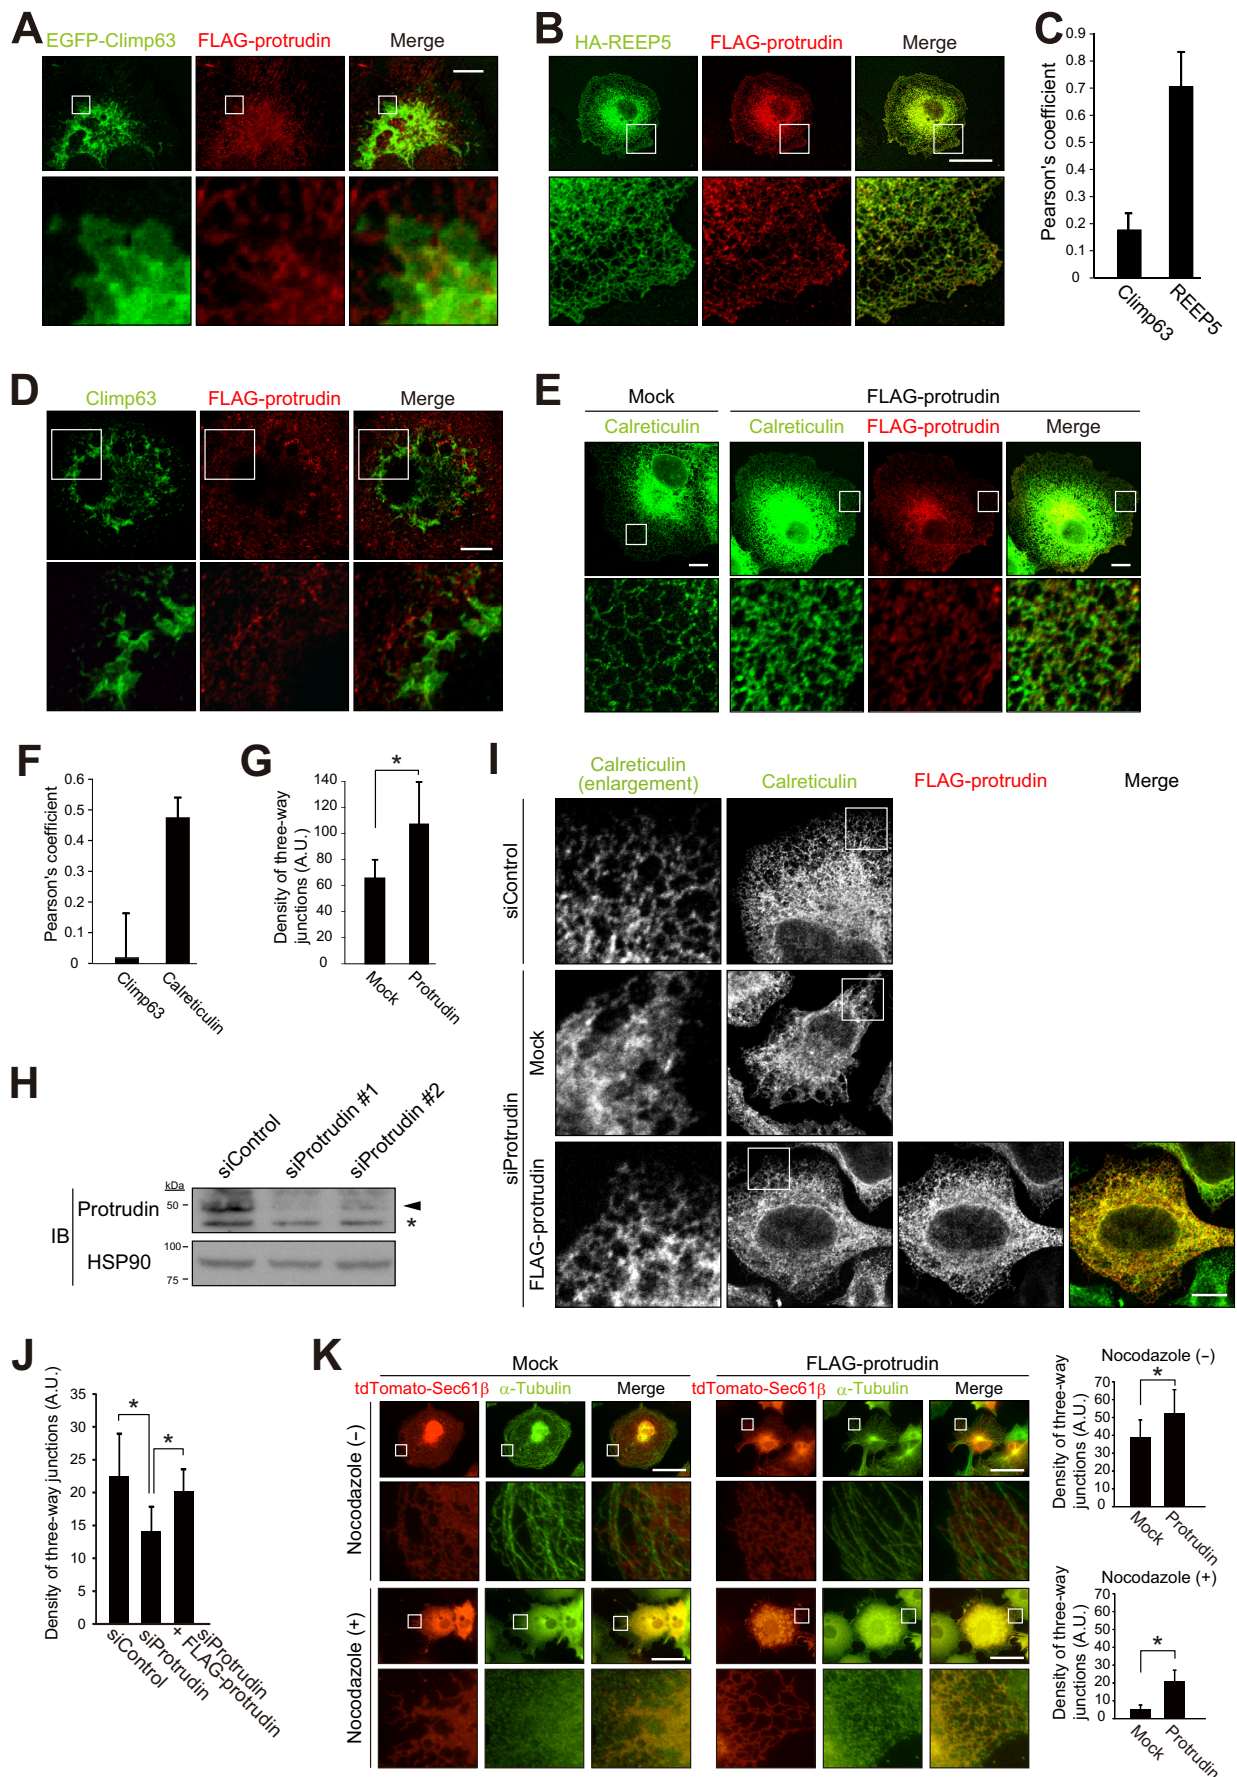 A
EGFP-Climp63 FLAG-protrudin Merge
B
HA-REEP5 FLAG-protrudin Merge
C
Pearson's coefficient
0.9
0.8
0.7
0.6
0.5
0.4
0.3
0.2
0.1
0
Climp63
REEP5
D
Climp63 FLAG-protrudin Merge
E
Mock FLAG-protrudin
Calreticulin Calreticulin FLAG-protrudin Merge
F
Pearson's coefficient
0.6
0.5
0.4
0.3
0.2
0.1
0
Climp63
Calreticulin
G
Density of three-way
junctions (A.U.)
140
120
100
80
60
40
20
0
*
Mock
Protrudin
H
siControl
siProtrudin #1
siProtrudin #2
kDa
IB
Protrudin
50
*
HSP90
100
75
I
Calreticulin
(enlargement)
Calreticulin FLAG-protrudin Merge
siControl
siProtrudin
Mock
FLAG-protrudin
J
Density of three-way junctions (A.U.)
35
30
25
20
15
10
5
0
*
*
siControl
siProtrudin
siProtrudin
+ FLAG-protrudin
K
Mock FLAG-protrudin
tdTomato-Sec61β α-Tubulin Merge tdTomato-Sec61β α-Tubulin Merge
Nocodazole (–)
Nocodazole (+)
Nocodazole (–)
Density of three-way
junctions (A.U.)
70
60
50
40
30
20
10
0
*
Mock
Protrudin
Nocodazole (+)
Density of three-way
junctions (A.U.)
70
60
50
40
30
20
10
0
*
Mock
Protrudin